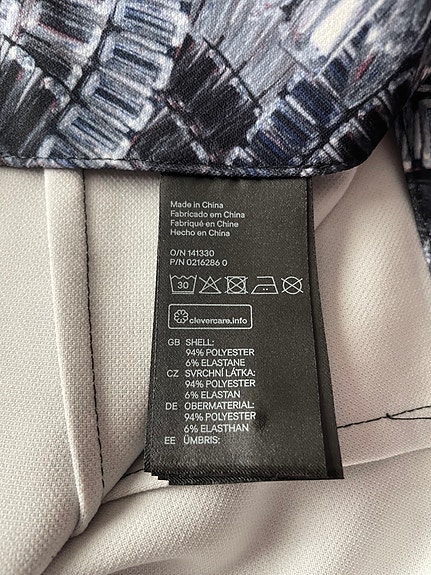 Made in China
Fabricado em China
Fabriqué en Chine
Hecho en China
O/N 141330
P/N 0216286 0
30
clevercare.info
GB SHELL:
94% POLYESTER
6% ELASTANE
CZ SVRCHNÍ LÁTKA:
94% POLYESTER
6% ELASTAN
DE OBERMATERIAL:
94% POLYESTER
6% ELASTHAN
EE ÜMBRIS: